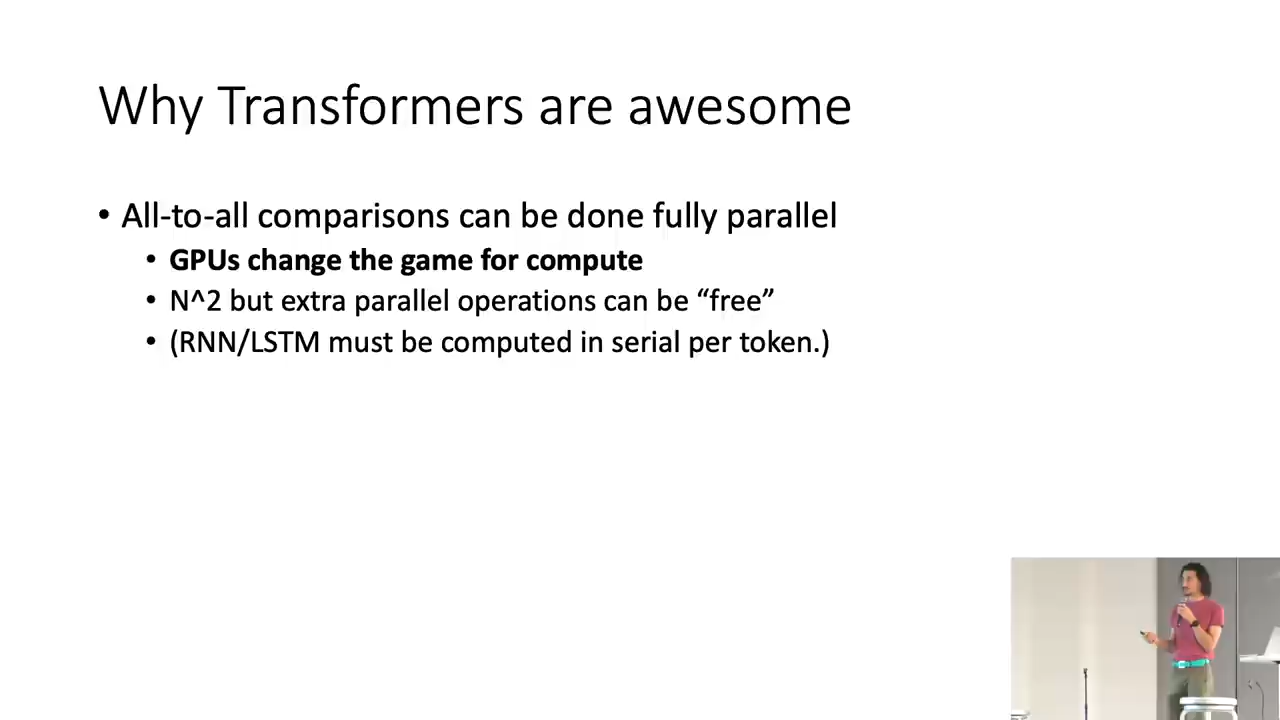 Why Transformers are awesome
• All-to-all comparisons can be done fully parallel
• GPUs change the game for compute
• N^2 but extra parallel operations can be “free”
• (RNN/LSTM must be computed in serial per token.)